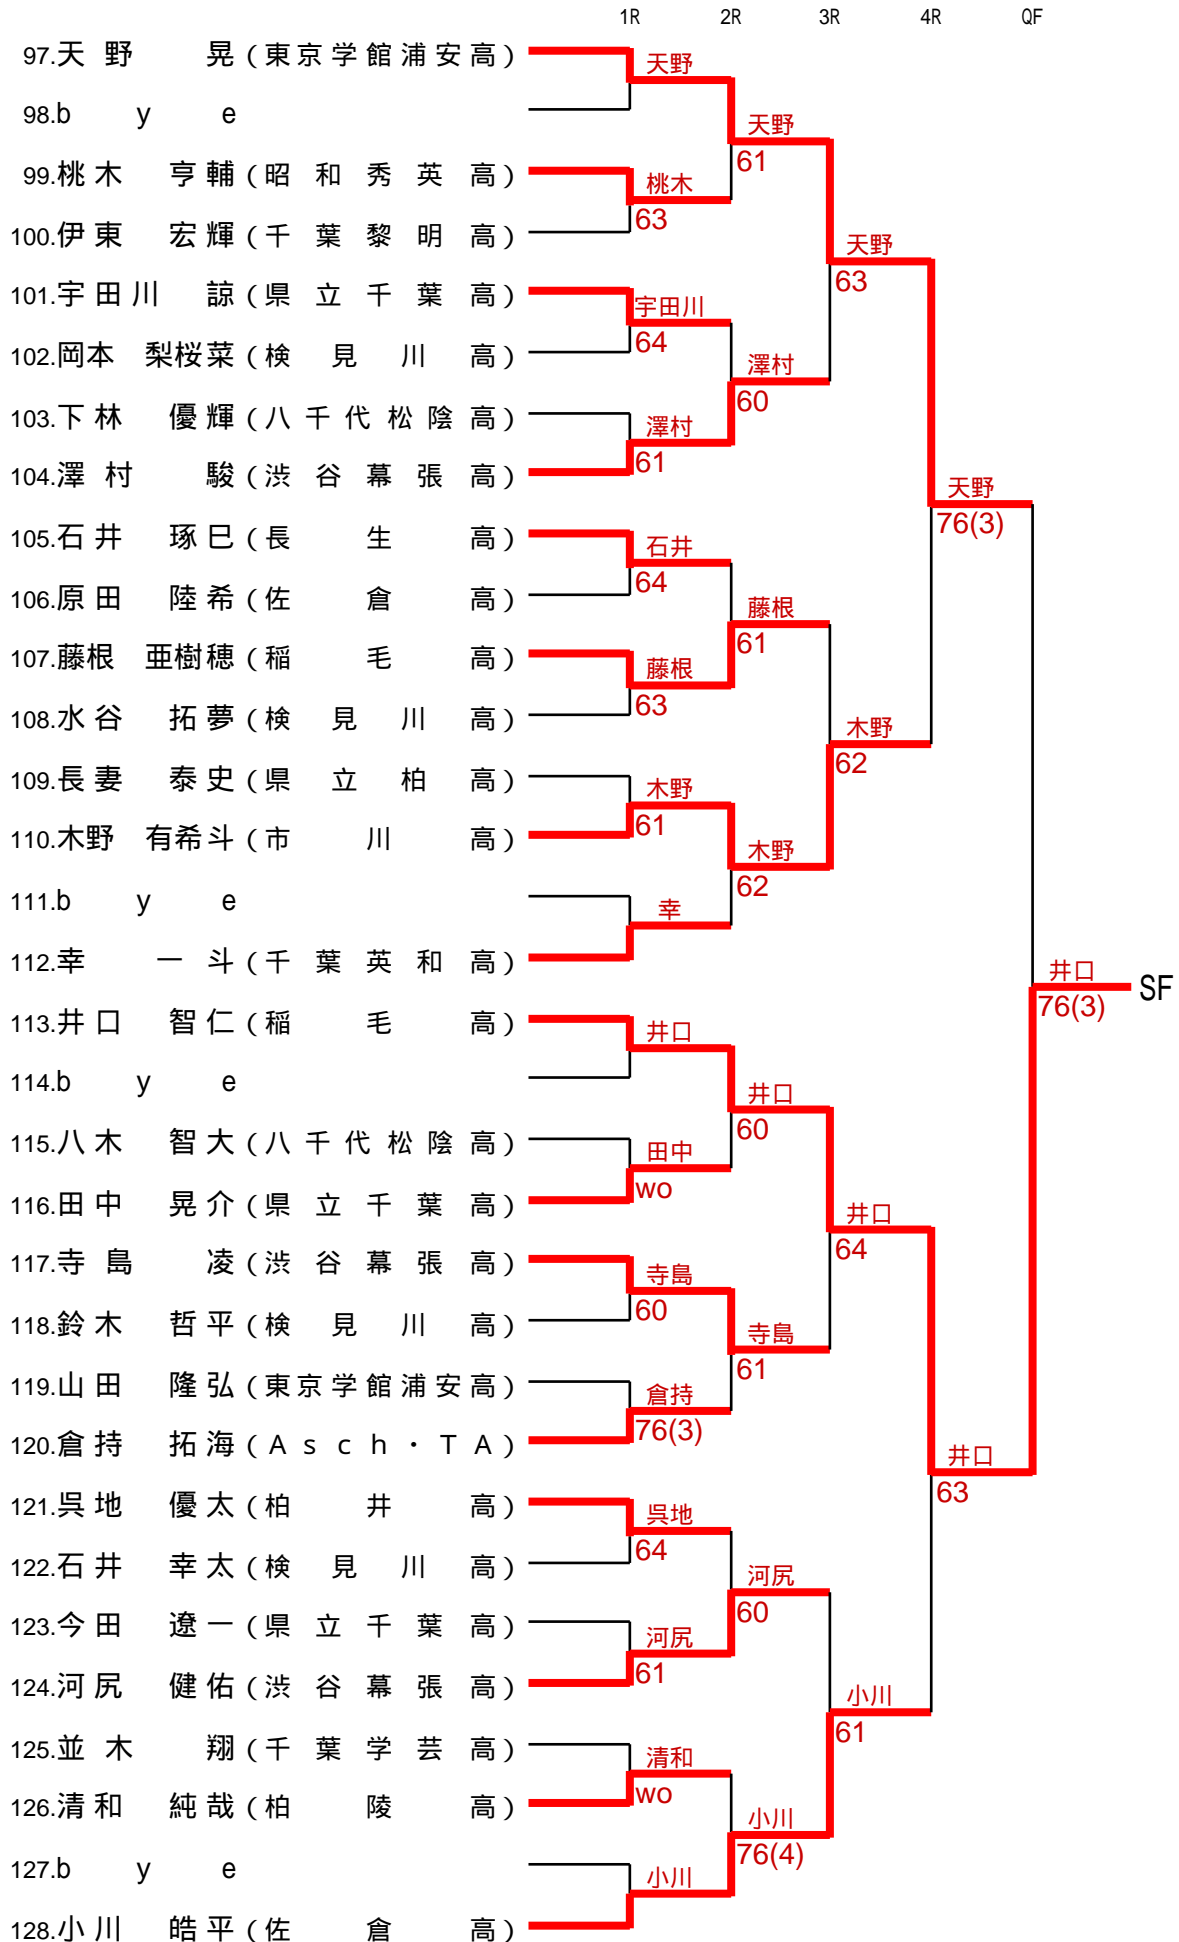 1R 2R 3R 4R QF
97.天野 晃(東京学館浦安高)
天野
98.bye
天野
61
99.桃木 亨輔(昭和秀英高)
桃木
63
100.伊東 宏輝(千葉黎明高)
天野
63
101.宇田川 諒(県立千葉高)
宇田川
64
102.岡本 梨桜菜(検見川高)
澤村
60
103.下林 優輝(八千代松陰高)
澤村
61
104.澤村 駿(渋谷幕張高)
天野
76(3)
105.石井 琢巳(長生高)
石井
64
106.原田 陸希(佐倉高)
藤根
61
107.藤根 亜樹穂(稲毛高)
藤根
63
108.水谷 拓夢(検見川高)
木野
62
109.長妻 泰史(県立柏高)
木野
61
110.木野 有希斗(市川高)
木野
62
111.bye
幸
112.幸 一斗(千葉英和高)
井口
76(3)
SF
113.井口 智仁(稲毛高)
井口
114.bye
井口
60
115.八木 智大(八千代松陰高)
田中
wo
116.田中 晃介(県立千葉高)
井口
64
117.寺島 凌(渋谷幕張高)
寺島
60
118.鈴木 哲平(検見川高)
寺島
61
119.山田 隆弘(東京学館浦安高)
倉持
76(3)
120.倉持 拓海(Asch・TA)
井口
63
121.呉地 優太(柏井高)
呉地
64
122.石井 幸太(検見川高)
河尻
60
123.今田 遼一(県立千葉高)
河尻
61
124.河尻 健佑(渋谷幕張高)
小川
61
125.並木 翔(千葉学芸高)
清和
wo
126.清和 純哉(柏陵高)
小川
76(4)
127.bye
小川
128.小川 皓平(佐倉高)